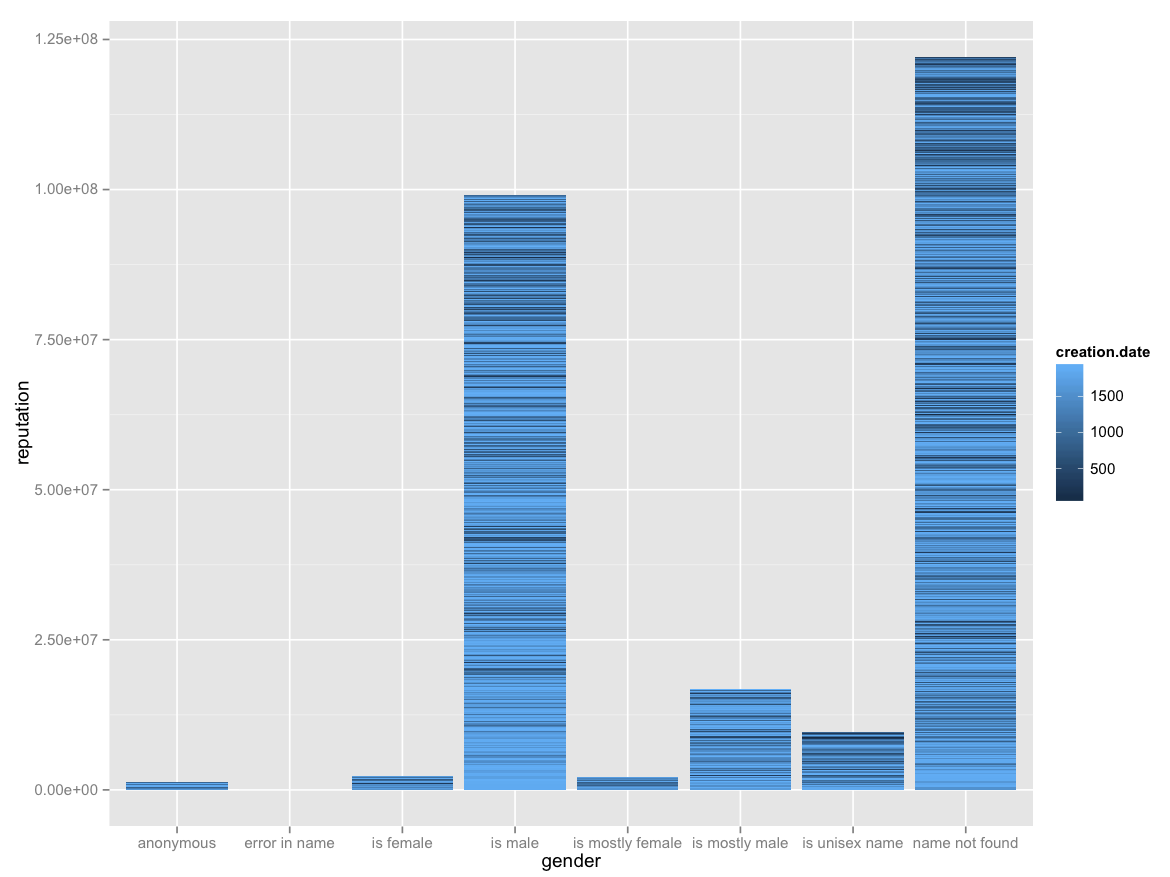 1.25e+08
1.00e+08
7.50e+07
5.00e+07
2.50e+07
0.00e+00
reputation
anonymous error in name is female is male is mostly female is mostly male is unisex name name not found
gender
creation.date
1500
1000
500